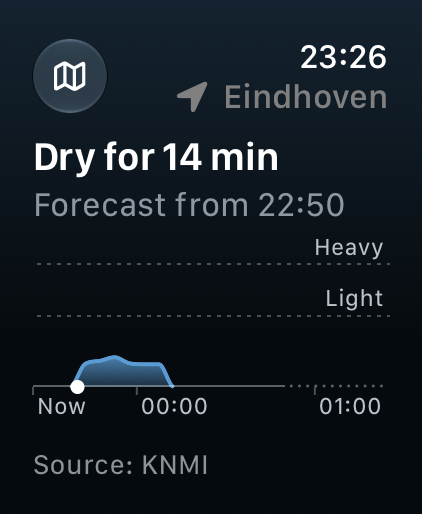 23:26
Eindhoven
Dry for 14 min
Forecast from 22:50
Heavy
Light
Now 00:00 01:00
Source: KNMI